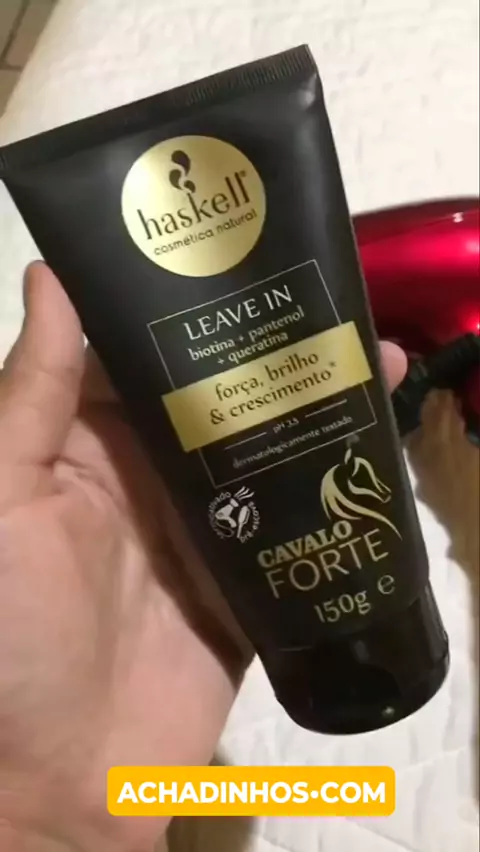 haskell
cosmética natural
LEAVE IN
biotina + pantenol
+ queratina
força, brilho
& crescimento*
pH 3.5
dermatologicamente testado
CAVALO
FORTE
150g e
ACHADINHOS•COM